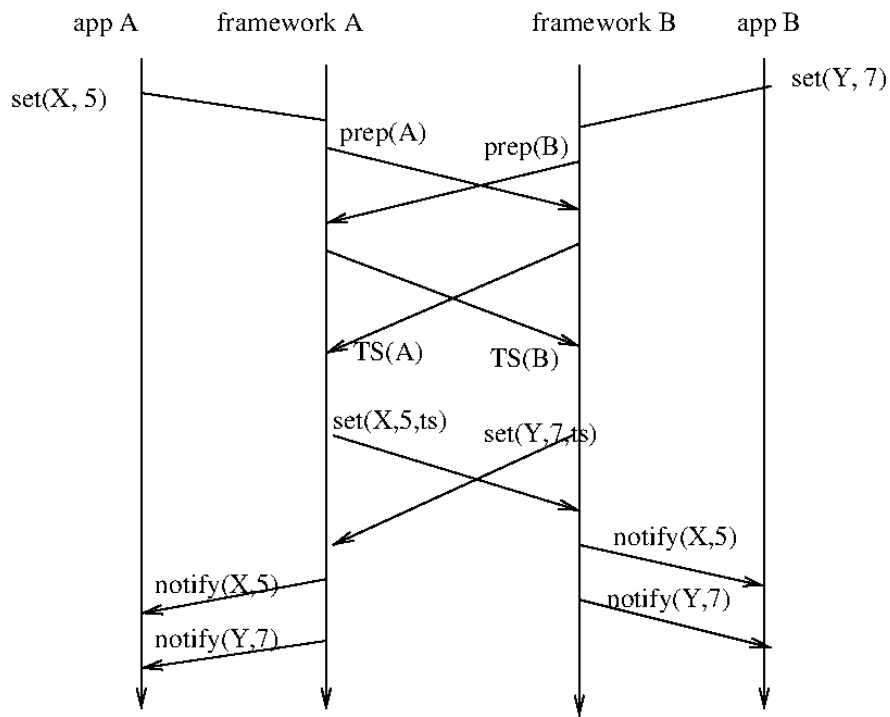 app A
framework A
framework B
app B
set(X, 5)
set(Y, 7)
prep(A)
prep(B)
TS(A)
TS(B)
set(X,5,ts)
set(Y,7,ts)
notify(X,5)
notify(X,5)
notify(Y,7)
notify(Y,7)